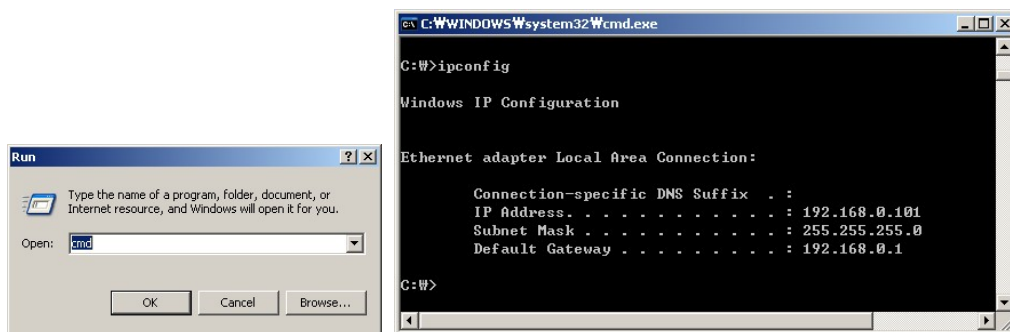 Run
Type the name of a program, folder, document, or
Internet resource, and Windows will open it for you.
Open:
cmd
OK
Cancel
Browse...
C:₩WINDOWS₩system32₩cmd.exe
C:₩>ipconfig
Windows IP Configuration
Ethernet adapter Local Area Connection:
Connection-specific DNS Suffix  . :
IP Address. . . . . . . . . . . . : 192.168.0.101
Subnet Mask . . . . . . . . . . . : 255.255.255.0
Default Gateway . . . . . . . . . : 192.168.0.1
C:₩>